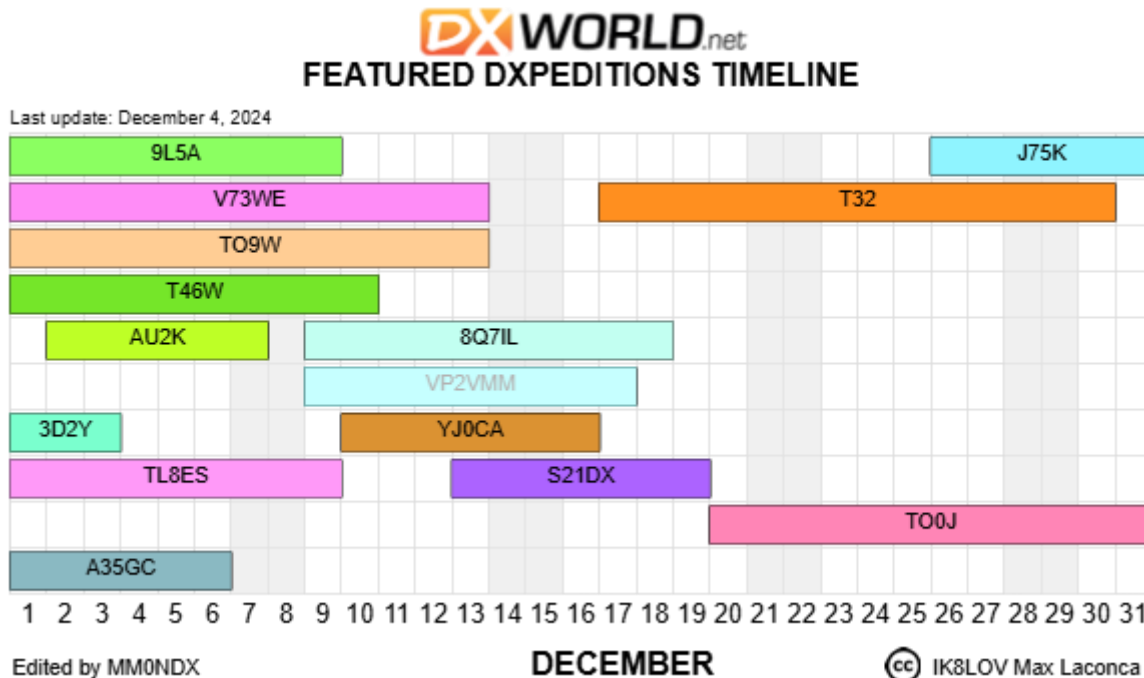 DX WORLD.net
FEATURED DXPEDITIONS TIMELINE
Last update: December 4, 2024
9L5A J75K
V73WE T32
TO9W
T46W
AU2K 8Q7IL
VP2VMM
3D2Y YJ0CA
TL8ES S21DX
TO0J
A35GC
1 2 3 4 5 6 7 8 9 10 11 12 13 14 15 16 17 18 19 20 21 22 23 24 25 26 27 28 29 30 31
Edited by MM0NDX DECEMBER cc IK8LOV Max Laconca